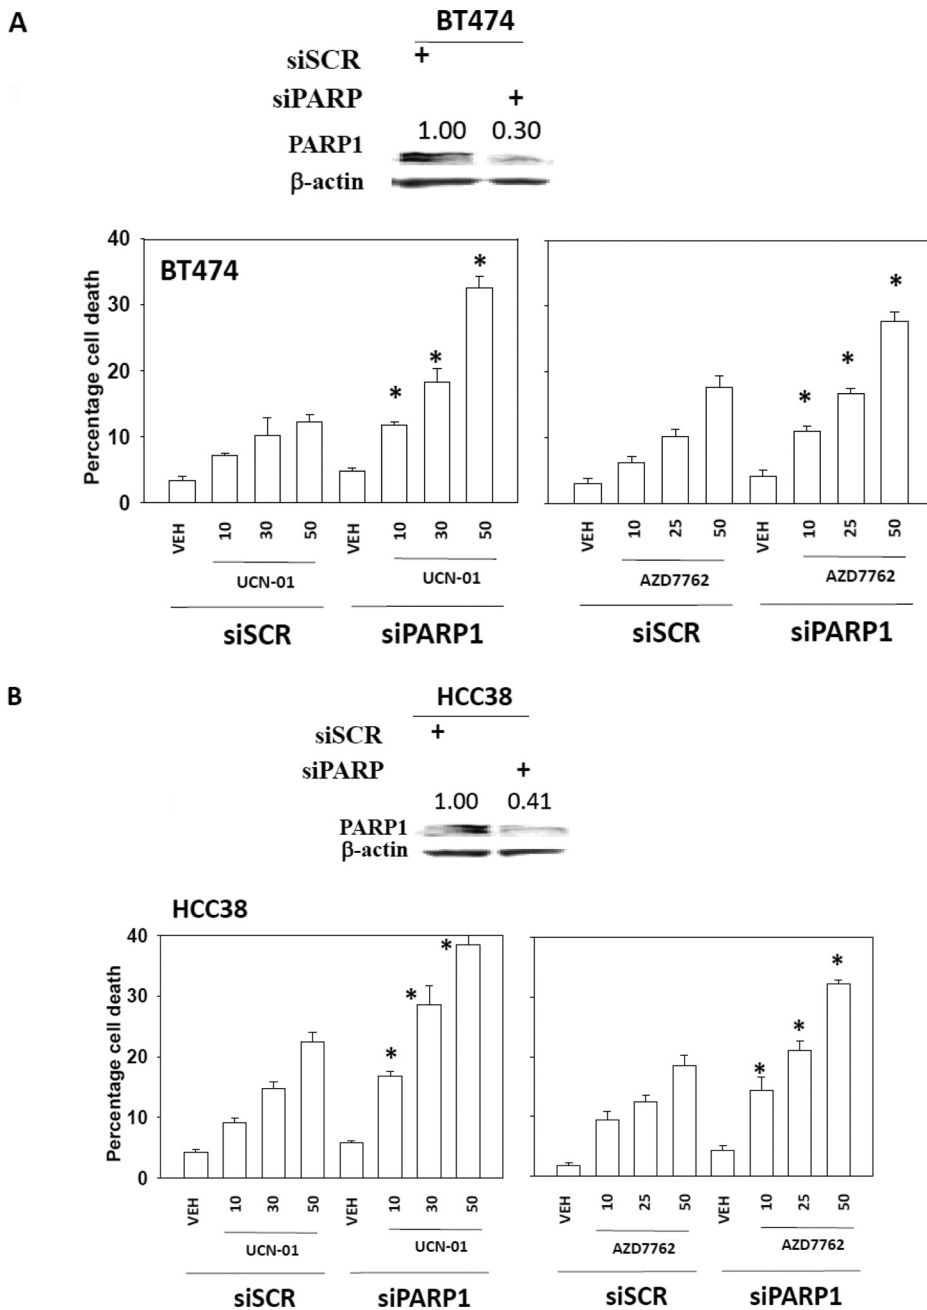 A
BT474
siSCR +
siPARP +
1.00 0.30
PARP1
β-actin
40
30
20
10
0
Percentage cell death
BT474
* * *
* * *
VEH 10 30 50 VEH 10 30 50
UCN-01 UCN-01
siSCR siPARP1
VEH 10 25 50 VEH 10 25 50
AZD7762 AZD7762
siSCR siPARP1
B
HCC38
siSCR +
siPARP +
1.00 0.41
PARP1
β-actin
HCC38
40
30
20
10
0
Percentage cell death
* * *
* * *
VEH 10 30 50 VEH 10 30 50
UCN-01 UCN-01
siSCR siPARP1
VEH 10 25 50 VEH 10 25 50
AZD7762 AZD7762
siSCR siPARP1